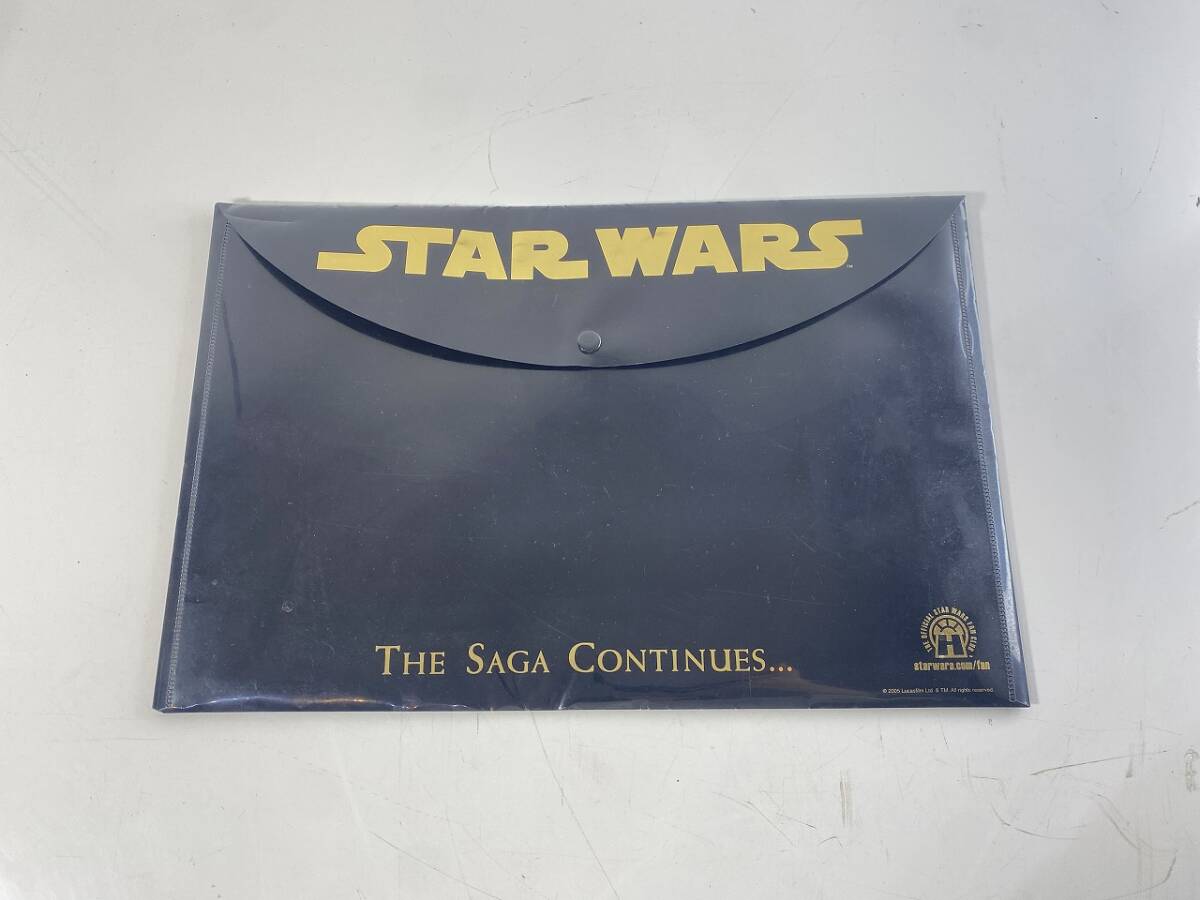 STAR WARS
TM
THE OFFICIAL STAR WARS FAN CLUB
starwars.com/fan
THE SAGA CONTINUES...
© 2005 Lucasfilm Ltd. & TM. All rights reserved.